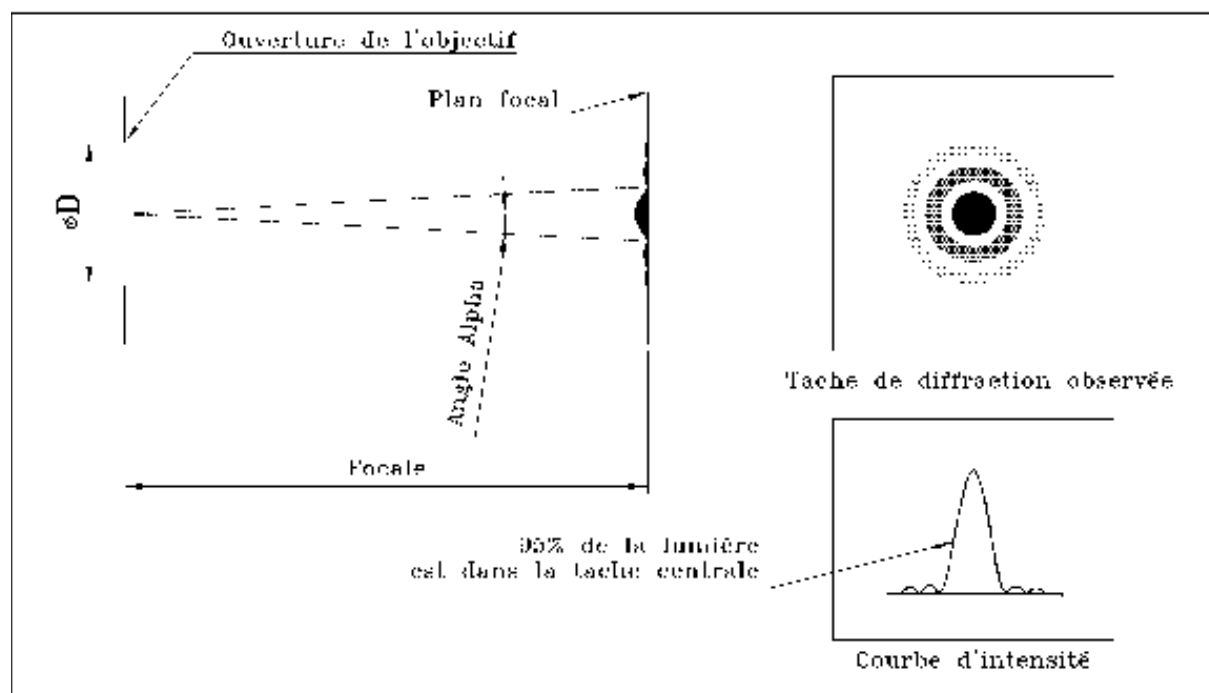 Ouverture de l'objectif
Plan focal
øD
Angle Alpha
Focale
Tache de diffraction observée
95% de la lumière
est dans la tache centrale
Courbe d'intensité